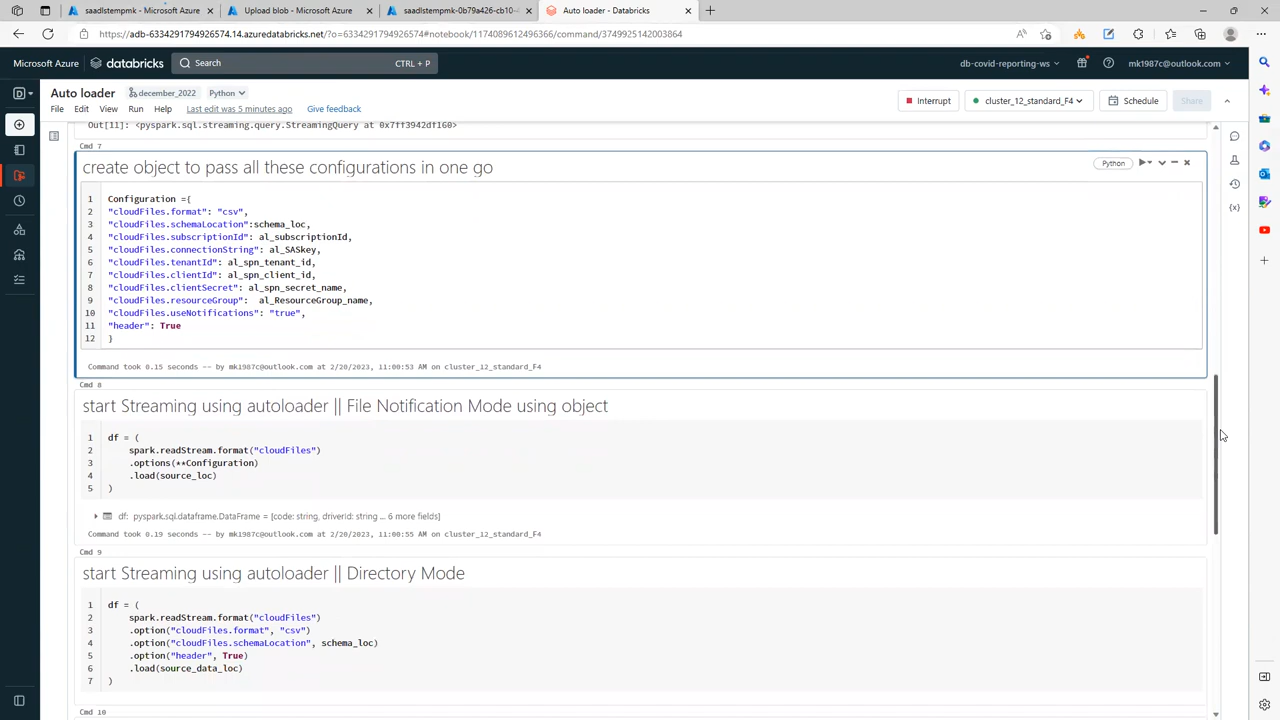 saadlstempmk - Microsoft Azure
Upload blob - Microsoft Azure
saadlstempmk-0b79a426-cb10-4
Auto loader - Databricks
https://adb-6334291794926574.14.azuredatabricks.net/?o=6334291794926574#notebook/1174089612496366/command/3749925142003864
Microsoft Azure
databricks
Search
CTRL + P
db-covid-reporting-ws
mk1987c@outlook.com
Auto loader
december_2022
Python
File
Edit
View
Run
Help
Last edit was 5 minutes ago
Give feedback
Interrupt
cluster_12_standard_F4
Schedule
Share
Out[11]: <pyspark.sql.streaming.query.StreamingQuery at 0x7ff3942df160>
Cmd 7
create object to pass all these configurations in one go
Python
1 Configuration ={
2 "cloudFiles.format": "csv",
3 "cloudFiles.schemaLocation":schema_loc,
4 "cloudFiles.subscriptionId": al_subscriptionId,
5 "cloudFiles.connectionString": al_SASkey,
6 "cloudFiles.tenantId": al_spn_tenant_id,
7 "cloudFiles.clientId": al_spn_client_id,
8 "cloudFiles.clientSecret": al_spn_secret_name,
9 "cloudFiles.resourceGroup":  al_ResourceGroup_name,
10 "cloudFiles.useNotifications": "true",
11 "header": True
12 }
Command took 0.15 seconds -- by mk1987c@outlook.com at 2/20/2023, 11:00:53 AM on cluster_12_standard_F4
Cmd 8
start Streaming using autoloader || File Notification Mode using object
1 df = (
2 spark.readStream.format("cloudFiles")
3 .options(**Configuration)
4 .load(source_loc)
5 )
df: pyspark.sql.dataframe.DataFrame = [code: string, driverid: string ... 6 more fields]
Command took 0.19 seconds -- by mk1987c@outlook.com at 2/20/2023, 11:00:55 AM on cluster_12_standard_F4
Cmd 9
start Streaming using autoloader || Directory Mode
1 df = (
2 spark.readStream.format("cloudFiles")
3 .option("cloudFiles.format", "csv")
4 .option("cloudFiles.schemaLocation", schema_loc)
5 .option("header", True)
6 .load(source_data_loc)
7 )
Cmd 10